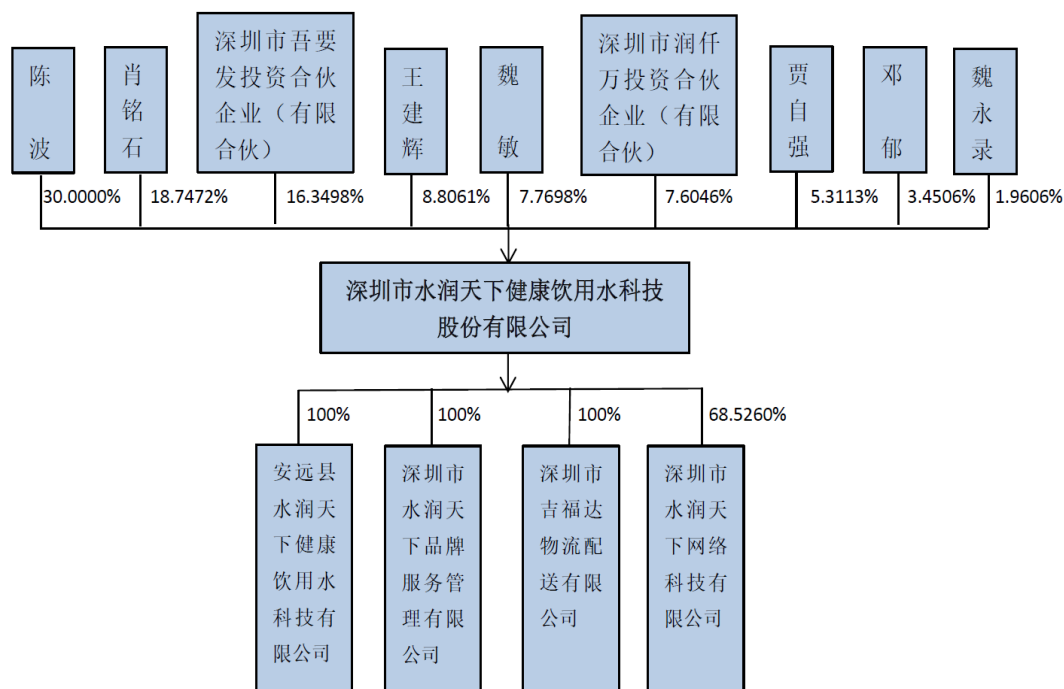 陈波
肖铭石
深圳市吾要
发投资合伙
企业（有限
合伙）
王建辉
魏敏
深圳市润仟
万投资合伙
企业（有限
合伙）
贾自强
邓郁
魏永录
30.0000%
18.7472%
16.3498%
8.8061%
7.7698%
7.6046%
5.3113%
3.4506%
1.9606%
深圳市水润天下健康饮用水科技
股份有限公司
100%
100%
100%
68.5260%
安远县
水润天
下健康
饮用水
科技有
限公司
深圳市
水润天
下品牌
服务管
理有限
公司
深圳市
吉福达
物流配
送有限
公司
深圳市
水润天
下网络
科技有
限公司